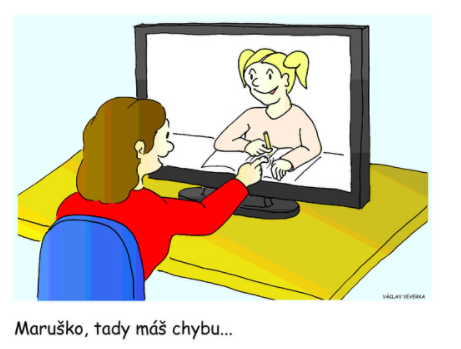 VÁCLAV VEVERKA
Maruško, tady máš chybu...